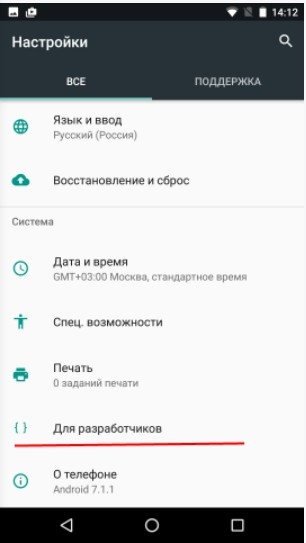 14:12
Настройки
ВСЕ
ПОДДЕРЖКА
Язык и ввод
Русский (Россия)
Восстановление и сброс
Система
Дата и время
GMT+03:00 Москва, стандартное время
Спец. возможности
Печать
0 заданий печати
{ } Для разработчиков
О телефоне
Android 7.1.1